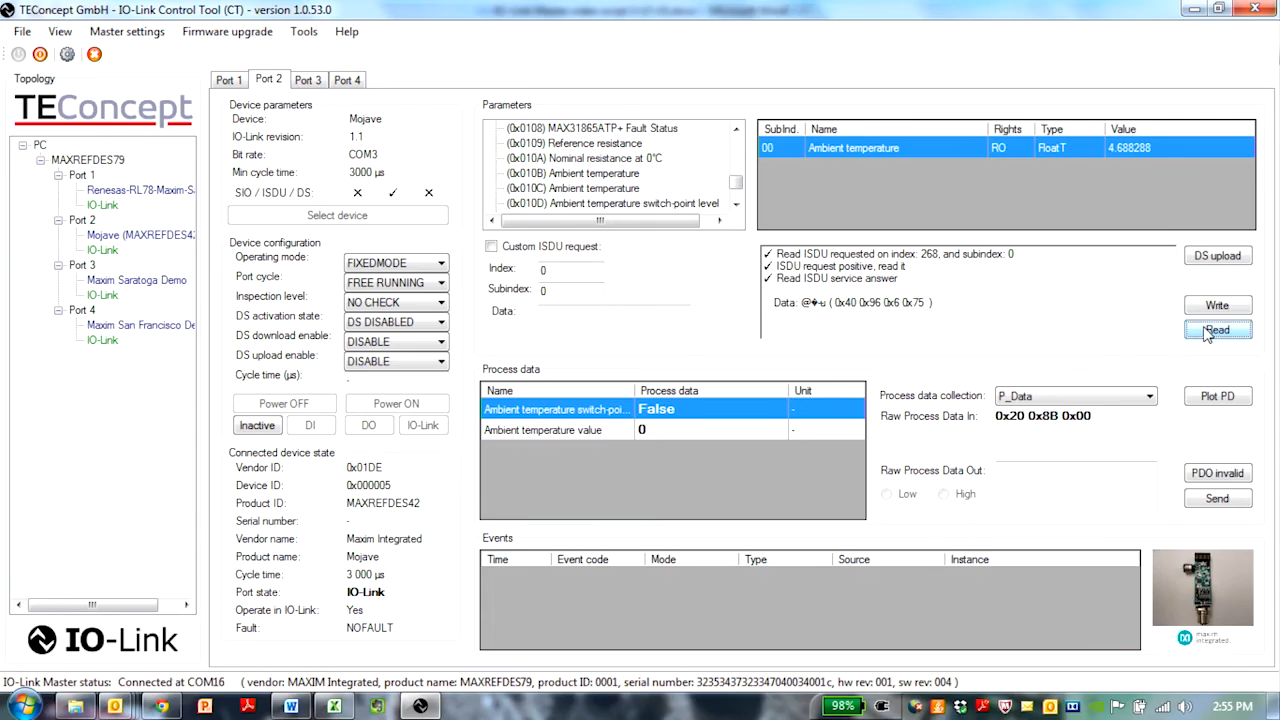 TEConcept GmbH - IO-Link Control Tool (CT) - version 1.0.53.0
File View Master settings Firmware upgrade Tools Help
Topology
TEConcept
PC
MAXREFDES79
Port 1
Renesas-RL78-Maxim-Sa
IO-Link
Port 2
Mojave (MAXREFDES42
IO-Link
Port 3
Maxim Saratoga Demo
IO-Link
Port 4
Maxim San Francisco De
IO-Link
IO-Link
Port 1 Port 2 Port 3 Port 4
Device parameters
Device: Mojave
IO-Link revision: 1.1
Bit rate: COM3
Min cycle time: 3000 µs
SIO / ISDU / DS: ✕ ✓ ✕
Select device
Device configuration
Operating mode: FIXEDMODE
Port cycle: FREE RUNNING
Inspection level: NO CHECK
DS activation state: DS DISABLED
DS download enable: DISABLE
DS upload enable: DISABLE
Cycle time (µs): -
Power OFF Power ON
Inactive DI DO IO-Link
Connected device state
Vendor ID: 0x01DE
Device ID: 0x000005
Product ID: MAXREFDES42
Serial number: -
Vendor name: Maxim Integrated
Product name: Mojave
Cycle time: 3 000 µs
Port state: IO-Link
Operate in IO-Link: Yes
Fault: NOFAULT
Parameters
(0x0108) MAX31865ATP+ Fault Status
(0x0109) Reference resistance
(0x010A) Nominal resistance at 0°C
(0x010B) Ambient temperature
(0x010C) Ambient temperature
(0x010D) Ambient temperature switch-point level
SubInd. Name Rights Type Value
00 Ambient temperature RO FloatT 4.688288
Custom ISDU request:
Index: 0
Subindex: 0
Data:
✓ Read ISDU requested on index: 268, and subindex: 0
✓ ISDU request positive, read it
✓ Read ISDU service answer
Data: @�u ( 0x40 0x96 0x6 0x75 )
DS upload
Write
Read
Process data
Name Process data Unit
Ambient temperature switch-poi... False -
Ambient temperature value 0 -
Process data collection: P_Data
Plot PD
Raw Process Data In: 0x20 0x8B 0x00
Raw Process Data Out:
PDO invalid
Low High
Send
Events
Time Event code Mode Type Source Instance
maxim
integrated.
IO-Link Master status: Connected at COM16 ( vendor: MAXIM Integrated, product name: MAXREFDES79, product ID: 0001, serial number: 3235343732334704​0034001c, hw rev: 001, sw rev: 004 )
98% 2:55 PM